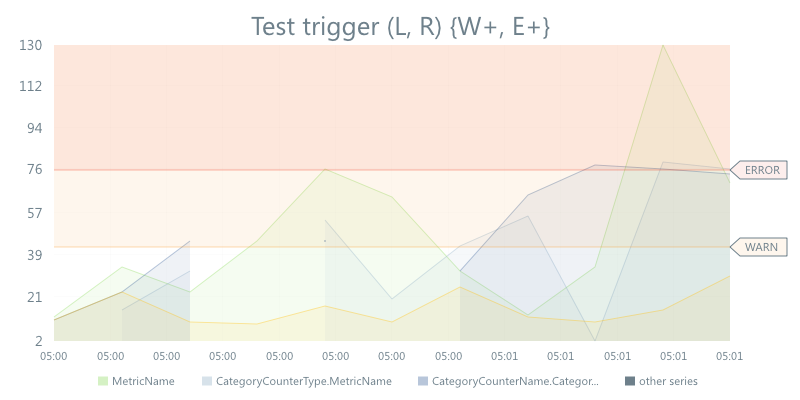 Test trigger (L, R) {W+, E+}
130
112
94
76
57
39
21
2
ERROR
WARN
05:00 05:00 05:00 05:00 05:00 05:00 05:00 05:00 05:01 05:01 05:01 05:01 05:01
MetricName CategoryCounterType.MetricName CategoryCounterName.Categor... other series